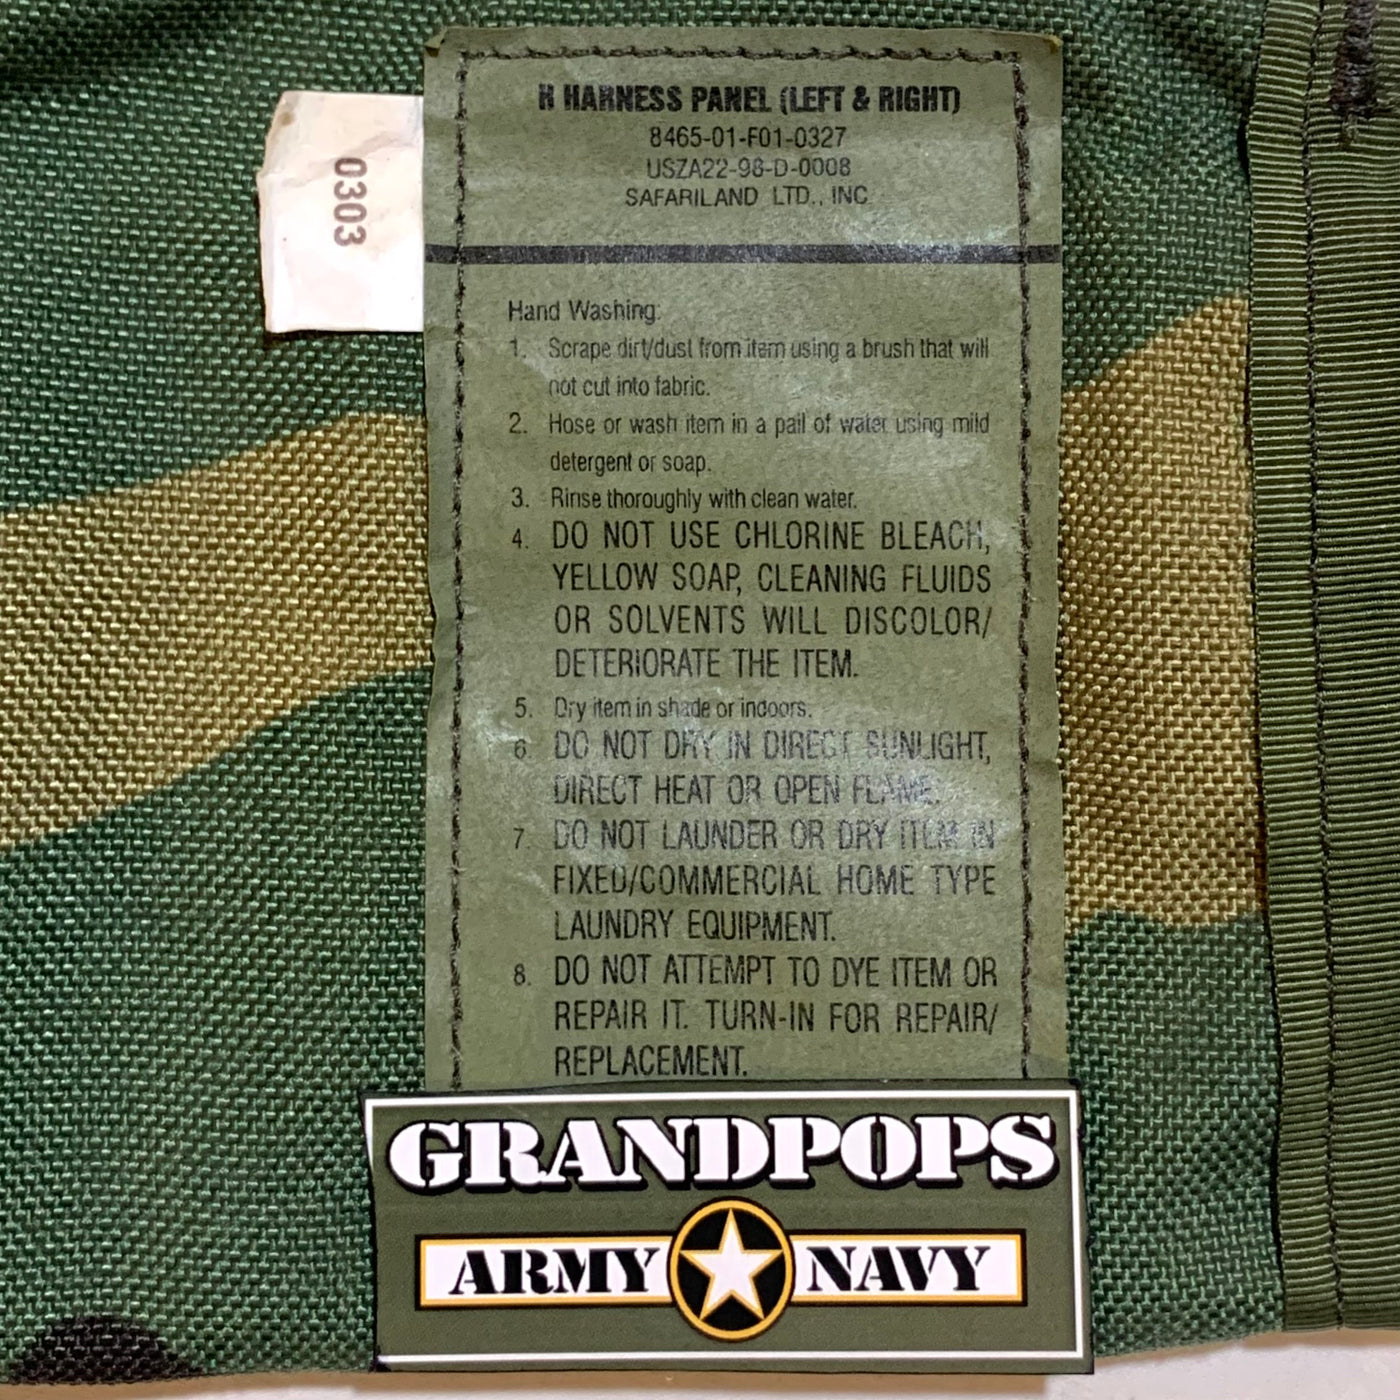 H HARNESS PANEL (LEFT & RIGHT)
8465-01-F01-0327
USZA22-98-D-0008
SAFARILAND LTD., INC
0303
Hand Washing:
1. Scrape dirt/dust from item using a brush that will
not cut into fabric.
2. Hose or wash item in a pail of water using mild
detergent or soap.
3. Rinse thoroughly with clean water.
4. DO NOT USE CHLORINE BLEACH,
YELLOW SOAP, CLEANING FLUIDS
OR SOLVENTS WILL DISCOLOR/
DETERIORATE THE ITEM.
5. Dry item in shade or indoors.
6 DO NOT DRY IN DIRECT SUNLIGHT,
DIRECT HEAT OR OPEN FLAME.
7. DO NOT LAUNDER OR DRY ITEM IN
FIXED/COMMERCIAL HOME TYPE
LAUNDRY EQUIPMENT.
8. DO NOT ATTEMPT TO DYE ITEM OR
REPAIR IT. TURN-IN FOR REPAIR/
REPLACEMENT.
GRANDPOPS
ARMY NAVY